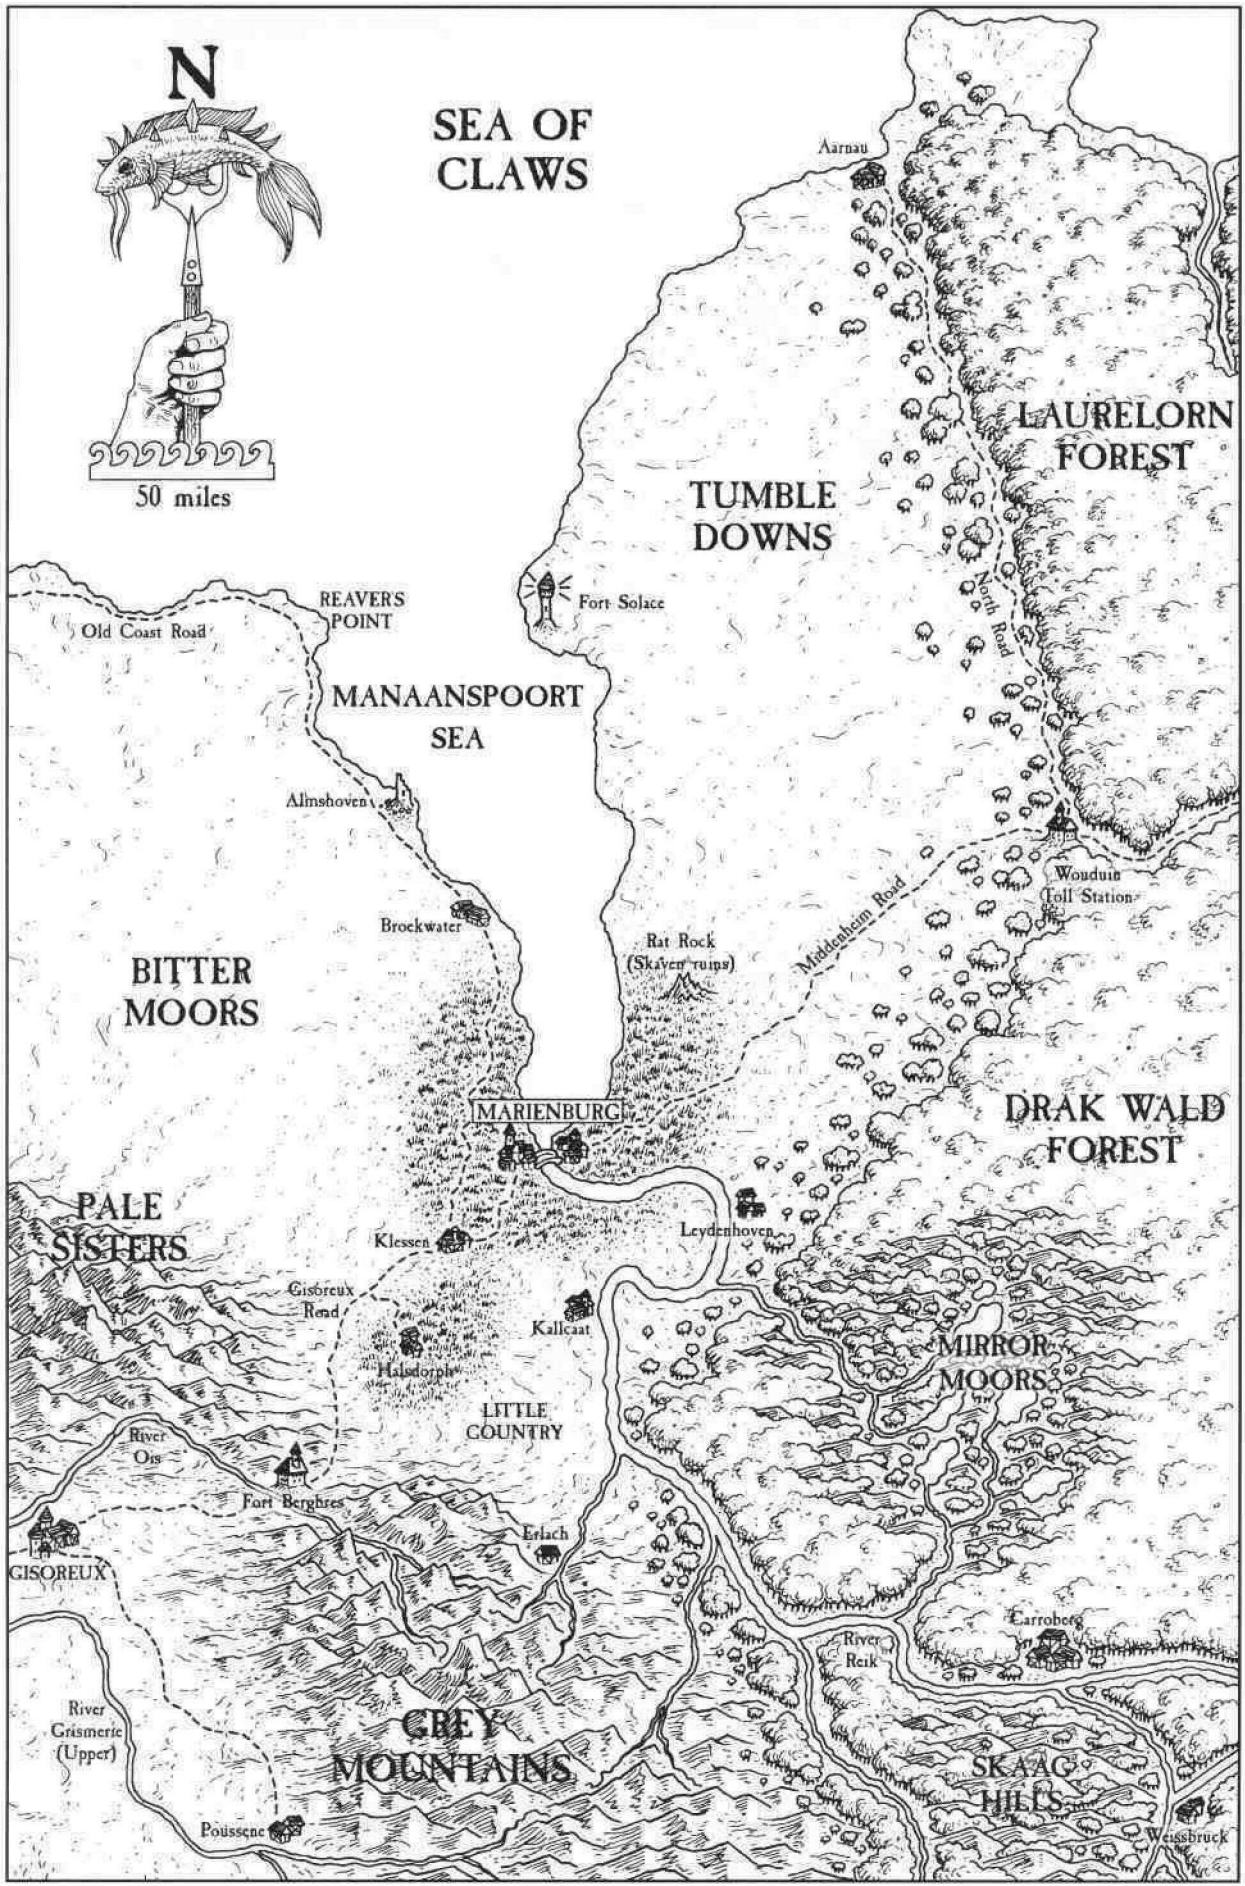 N
SEA OF
CLAWS
Aarnau
LAURELORN
FOREST
50 miles
TUMBLE
DOWNS
REAVER'S
POINT
Fort Solace
North Road
Old Coast Road
MANAANSPOORT
SEA
Almshoven
Wouduin
Toll Station
Middenheim Road
Broekwater
Rat Rock
(Skaven ruins)
BITTER
MOORS
MARIENBURG
DRAK WALD
FOREST
PALE
SISTERS
Leydenhoven
Klessen
Gisoreux
Road
Kallcaat
Halsdorph
MIRROR
MOORS
LITTLE
COUNTRY
River
Ois
Fort Berghres
Erlach
GISOREUX
Carroberg
River
Reik
River
Grismerie
(Upper)
GREY
MOUNTAINS
SKAAG
HILLS
Poussene
Weissbruck